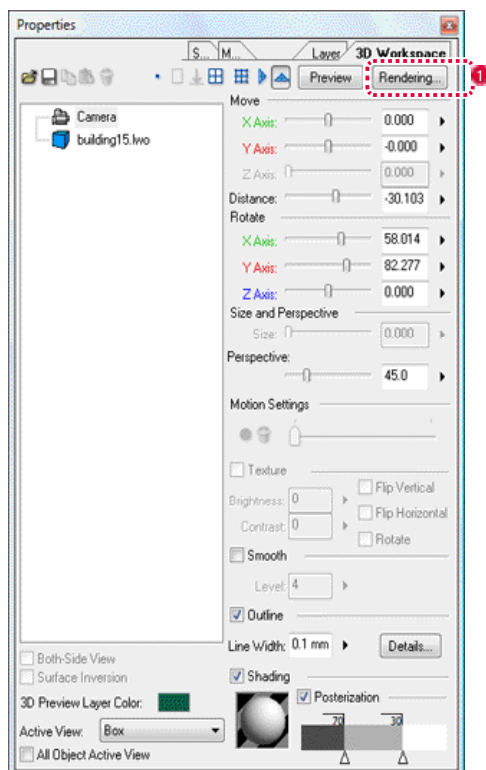 Properties
S... M... Layer 3D Workspace
Preview Rendering... 1
Camera
building15.lwo
Move
X Axis: 0.000
Y Axis: -0.000
Z Axis: 0.000
Distance: -30.103
Rotate
X Axis: 58.014
Y Axis: 82.277
Z Axis: 0.000
Size and Perspective
Size: 0.000
Perspective:
45.0
Motion Settings
Texture
Brightness: 0 Flip Vertical
Contrast: 0 Flip Horizontal
Rotate
Smooth
Level: 4
Outline
Line Width: 0.1 mm Details...
Both-Side View
Surface Inversion
3D Preview Layer Color:
Active View: Box
All Object Active View
Shading
Posterization
70 30